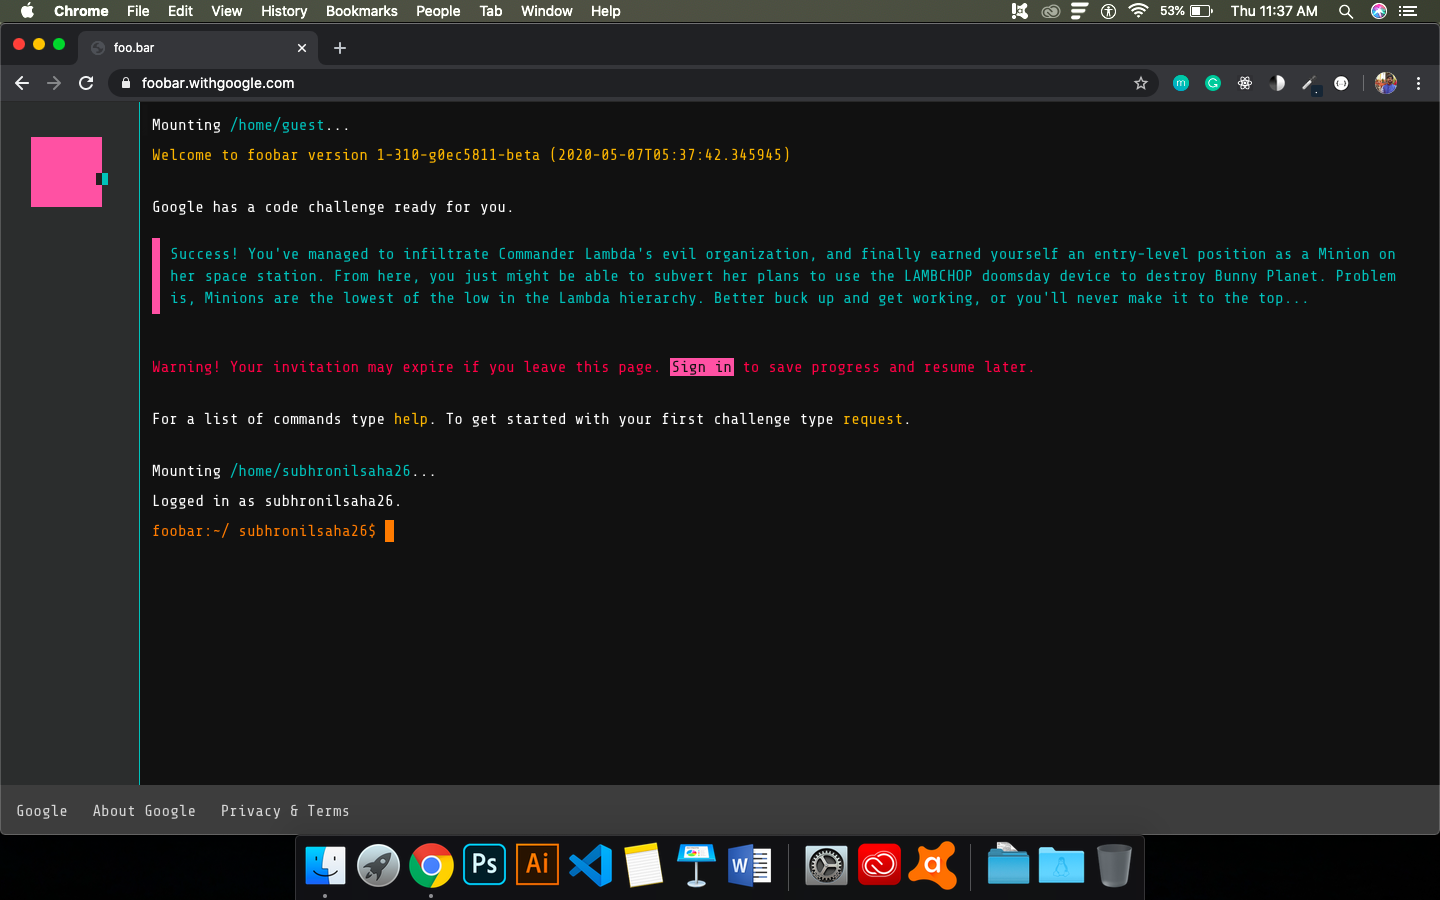 Chrome File Edit View History Bookmarks People Tab Window Help 53% Thu 11:37 AM
foo.bar
foobar.withgoogle.com
Mounting /home/guest...
Welcome to foobar version 1-310-g0ec5811-beta (2020-05-07T05:37:42.345945)
Google has a code challenge ready for you.
Success! You've managed to infiltrate Commander Lambda's evil organization, and finally earned yourself an entry-level position as a Minion on
her space station. From here, you just might be able to subvert her plans to use the LAMBCHOP doomsday device to destroy Bunny Planet. Problem
is, Minions are the lowest of the low in the Lambda hierarchy. Better buck up and get working, or you'll never make it to the top...
Warning! Your invitation may expire if you leave this page. Sign in to save progress and resume later.
For a list of commands type help. To get started with your first challenge type request.
Mounting /home/subhronilsaha26...
Logged in as subhronilsaha26.
foobar:~/ subhronilsaha26$
Google About Google Privacy & Terms
Ps Ai W